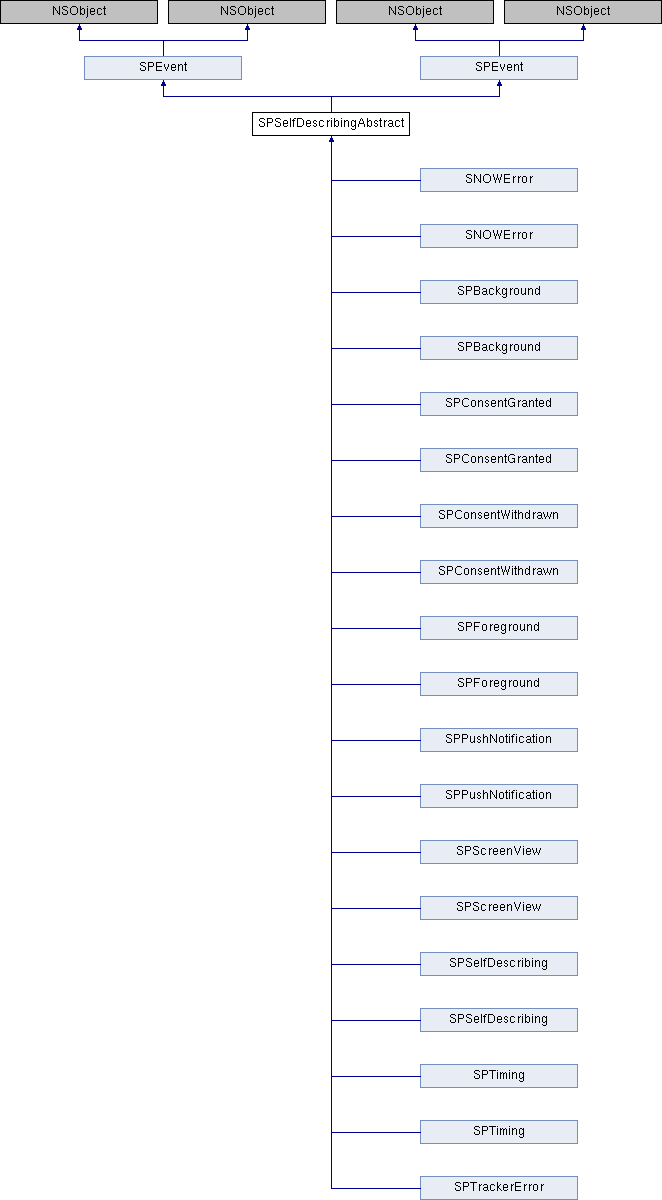 NSObject
NSObject
NSObject
NSObject
SPEvent
SPEvent
SPSelfDescribingAbstract
SNOWError
SNOWError
SPBackground
SPBackground
SPConsentGranted
SPConsentGranted
SPConsentWithdrawn
SPConsentWithdrawn
SPForeground
SPForeground
SPPushNotification
SPPushNotification
SPScreenView
SPScreenView
SPSelfDescribing
SPSelfDescribing
SPTiming
SPTiming
SPTrackerError